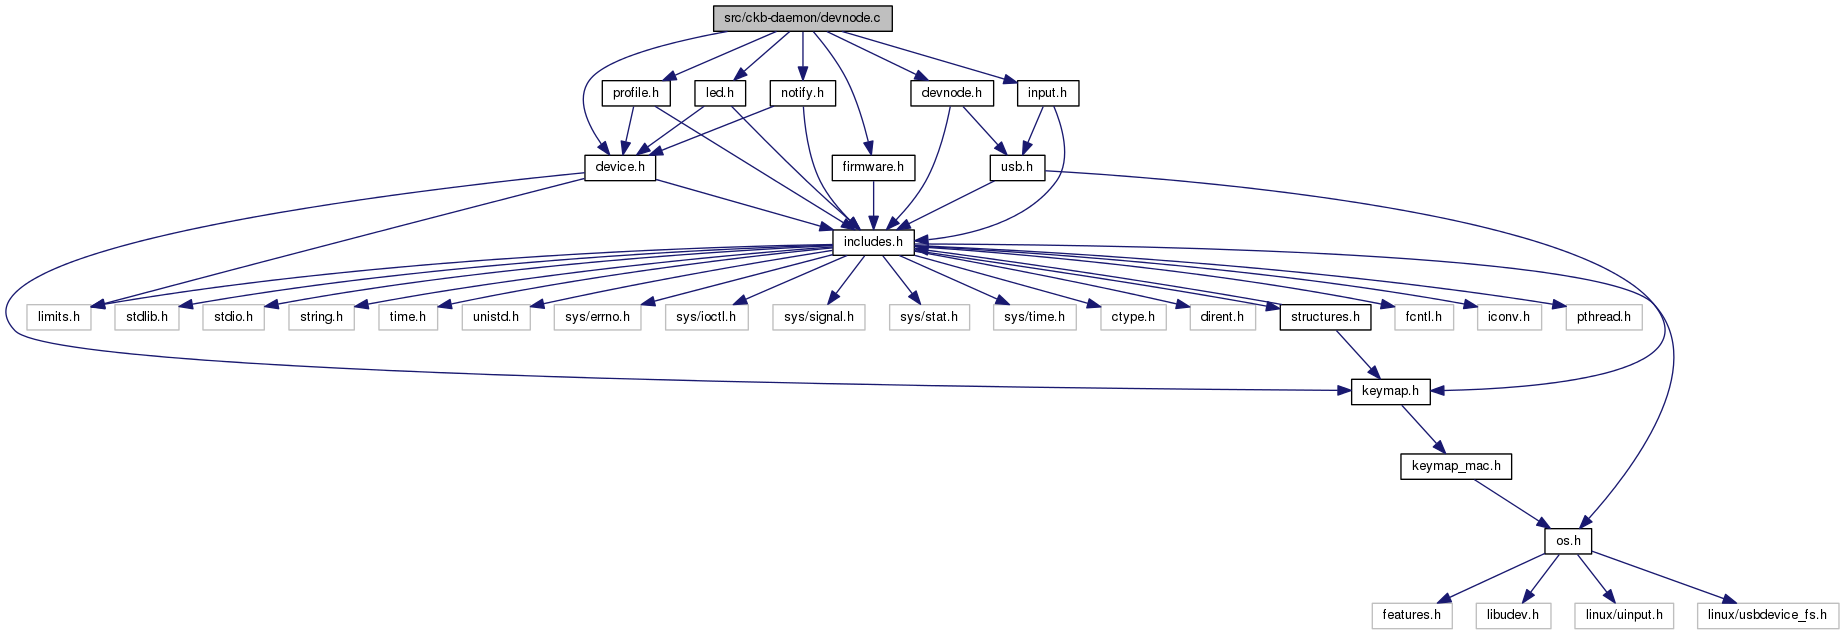 src/ckb-daemon/devnode.c
profile.h
led.h
notify.h
devnode.h
input.h
device.h
firmware.h
usb.h
includes.h
limits.h
stdlib.h
stdio.h
string.h
time.h
unistd.h
sys/errno.h
sys/ioctl.h
sys/signal.h
sys/stat.h
sys/time.h
ctype.h
dirent.h
structures.h
fcntl.h
iconv.h
pthread.h
keymap.h
keymap_mac.h
os.h
features.h
libudev.h
linux/uinput.h
linux/usbdevice_fs.h